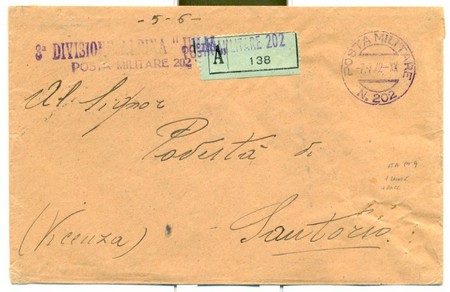 -5-6-
3ª DIVISIONE ALPINA "JULIA"
POSTA MILITARE 202
POSTA MILITARE 202
A
138
POSTA MILITARE
N. 202
Al Signor
Podestà di
Santorso
(Vicenza)